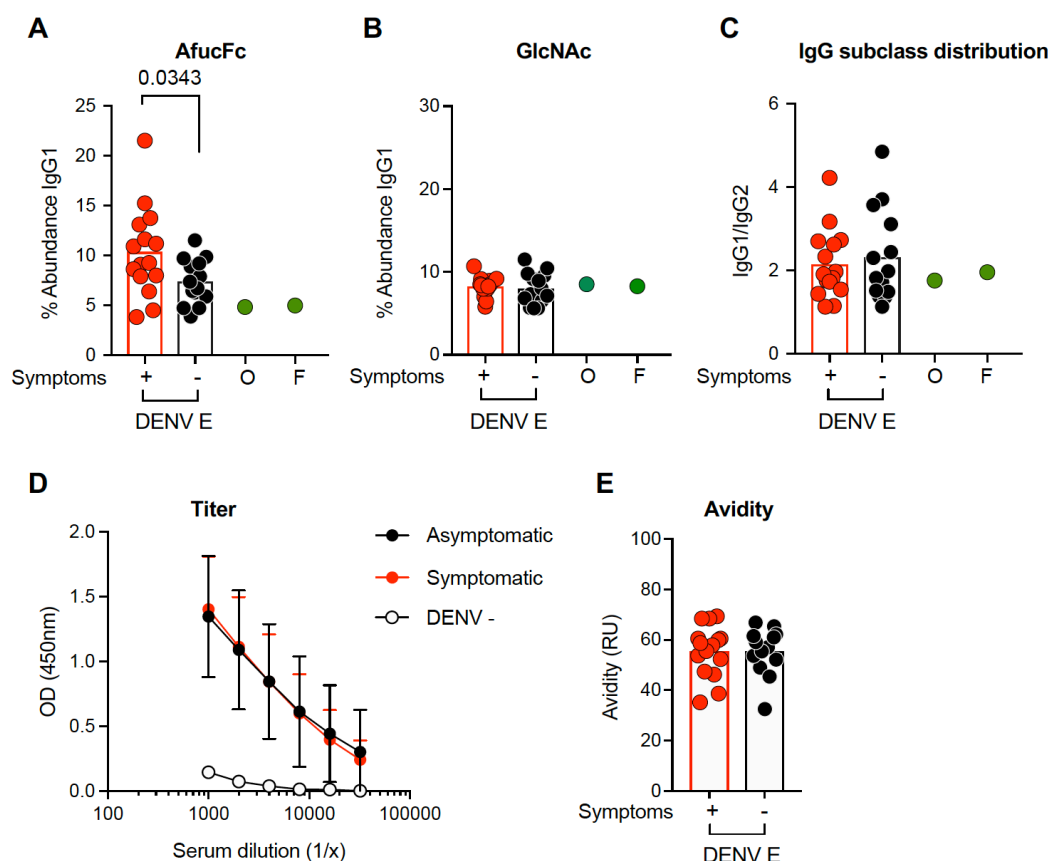 A
AfucFc
0.0343
% Abundance IgG1
25
20
15
10
5
0
Symptoms + - O F
DENV E
B
GlcNAc
% Abundance IgG1
30
20
10
0
Symptoms + - O F
DENV E
C
IgG subclass distribution
IgG1/IgG2
6
4
2
0
Symptoms + - O F
DENV E
D
Titer
OD (450nm)
2.0
1.5
1.0
0.5
0.0
100 1000 10000 100000
Serum dilution (1/x)
Asymptomatic
Symptomatic
DENV -
E
Avidity
Avidity (RU)
100
80
60
40
20
0
Symptoms + -
DENV E